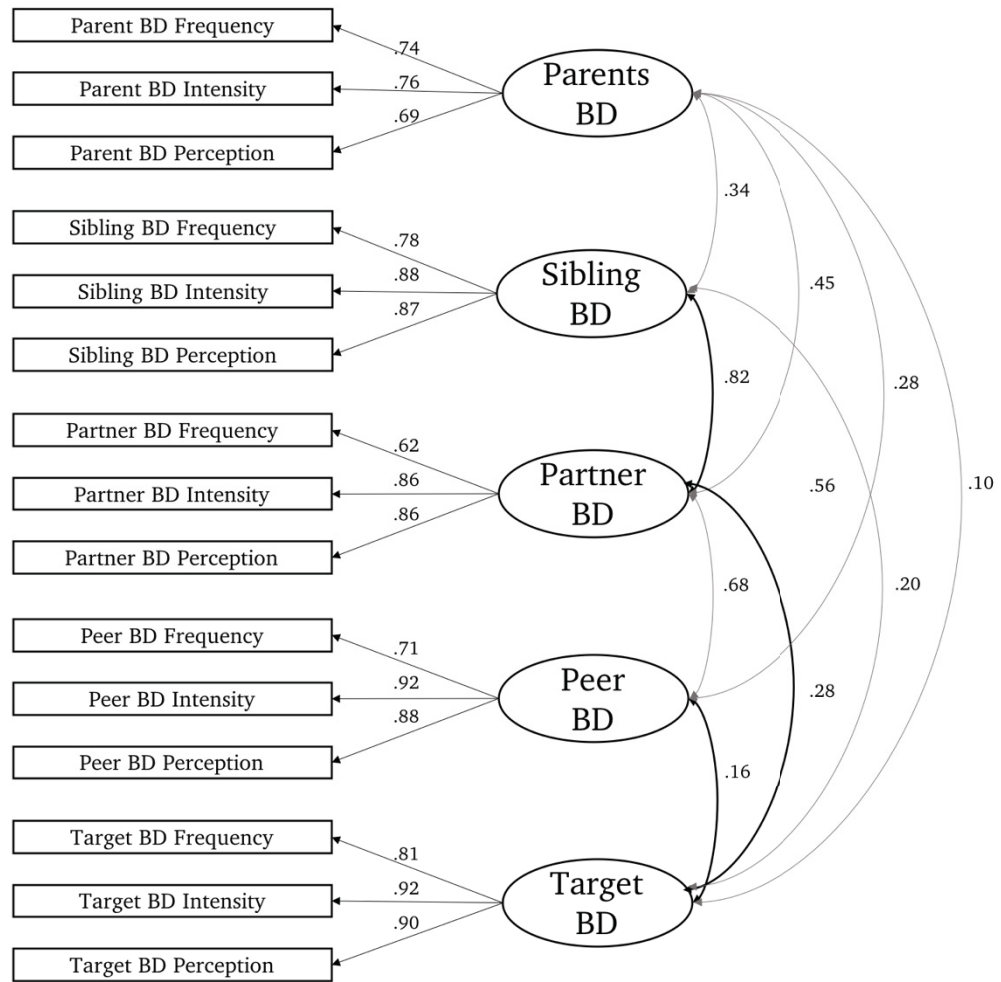 Parent BD Frequency
Parent BD Intensity
Parent BD Perception
.74
.76
.69
Parents
BD
Sibling BD Frequency
Sibling BD Intensity
Sibling BD Perception
.78
.88
.87
Sibling
BD
Partner BD Frequency
Partner BD Intensity
Partner BD Perception
.62
.86
.86
Partner
BD
Peer BD Frequency
Peer BD Intensity
Peer BD Perception
.71
.92
.88
Peer
BD
Target BD Frequency
Target BD Intensity
Target BD Perception
.81
.92
.90
Target
BD
.34
.45
.82
.28
.56
.10
.68
.20
.28
.16